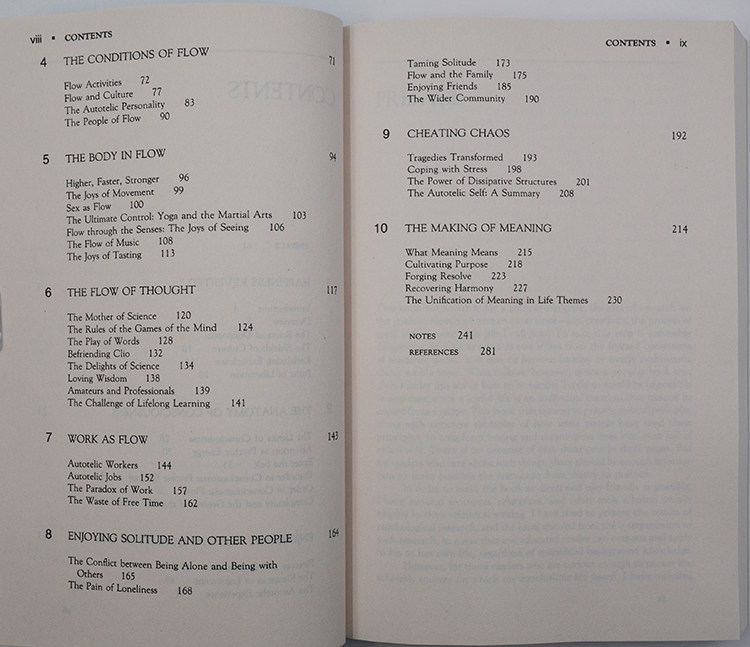 viii • CONTENTS
4 THE CONDITIONS OF FLOW 71
Flow Activities 72
Flow and Culture 77
The Autotelic Personality 83
The People of Flow 90
5 THE BODY IN FLOW 94
Higher, Faster, Stronger 96
The Joys of Movement 99
Sex as Flow 100
The Ultimate Control: Yoga and the Martial Arts 103
Flow through the Senses: The Joys of Seeing 106
The Flow of Music 108
The Joys of Tasting 113
6 THE FLOW OF THOUGHT 117
The Mother of Science 120
The Rules of the Games of the Mind 124
The Play of Words 128
Befriending Clio 132
The Delights of Science 134
Loving Wisdom 138
Amateurs and Professionals 139
The Challenge of Lifelong Learning 141
7 WORK AS FLOW 143
Autotelic Workers 144
Autotelic Jobs 152
The Paradox of Work 157
The Waste of Free Time 162
8 ENJOYING SOLITUDE AND OTHER PEOPLE 164
The Conflict between Being Alone and Being with
Others 165
The Pain of Loneliness 168
CONTENTS • ix
Taming Solitude 173
Flow and the Family 175
Enjoying Friends 185
The Wider Community 190
9 CHEATING CHAOS 192
Tragedies Transformed 193
Coping with Stress 198
The Power of Dissipative Structures 201
The Autotelic Self: A Summary 208
10 THE MAKING OF MEANING 214
What Meaning Means 215
Cultivating Purpose 218
Forging Resolve 223
Recovering Harmony 227
The Unification of Meaning in Life Themes 230
NOTES 241
REFERENCES 281